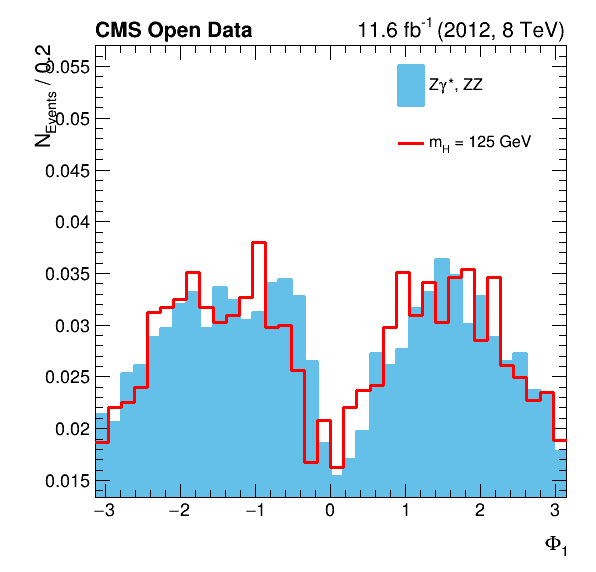 CMS Open Data
11.6 fb⁻¹ (2012, 8 TeV)
N_Events / 0.2
0.055
0.05
0.045
0.04
0.035
0.03
0.025
0.02
0.015
Zγ*, ZZ
m_H = 125 GeV
−3 −2 −1 0 1 2 3
Φ₁